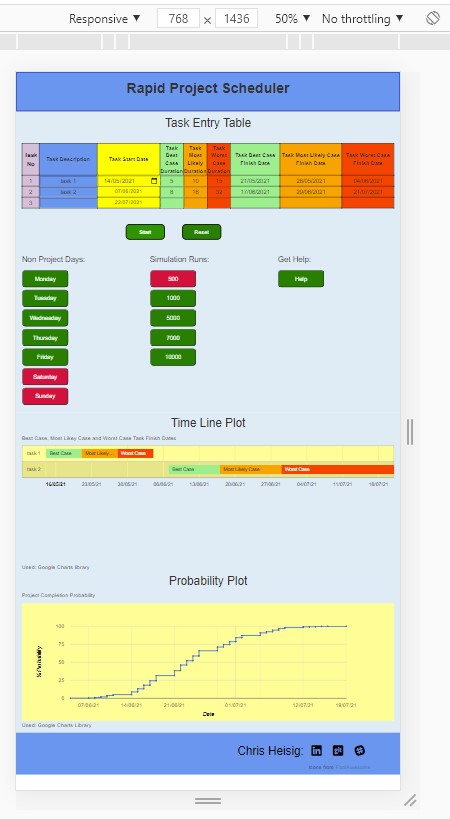 Responsive ▼ 768 × 1436 50% ▼ No throttling ▼
Rapid Project Scheduler
Task Entry Table
Task No Task Description Task Start Date Task Best Case Duration Task Most Likely Case Duration Task Worst Case Duration Task Best Case Finish Date Task Most Likely Case Finish Date Task Worst Case Finish Date
1 task 1 14/05/2021 5 10 15 21/05/2021 28/05/2021 04/06/2021
2 task 2 07/06/2021 8 16 32 17/06/2021 29/06/2021 21/07/2021
3 22/07/2021
Start Reset
Non Project Days: Simulation Runs: Get Help:
Monday 500 Help
Tuesday 1000
Wednesday 5000
Thursday 7000
Friday 10000
Saturday
Sunday
Time Line Plot
Best Case, Most Likey Case and Worst Case Task Finish Dates
task 1 Best Case Most Likely... Worst Case
task 2 Best Case Most Likely Case Worst Case
16/05/21 23/05/21 30/05/21 06/06/21 13/06/21 20/06/21 27/06/21 04/07/21 11/07/21 18/07/21
Used: Google Charts library
Probability Plot
Project Completion Probability
100
75
50
25
0
% Probability
07/06/21 14/06/21 21/06/21 01/07/21 12/07/21 19/07/21
Date
Used: Google Charts Library
Chris Heisig: